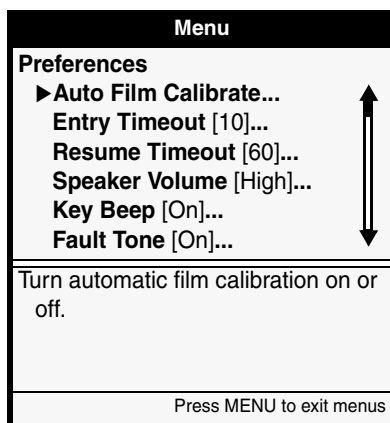 Menu
Preferences
▶Auto Film Calibrate...
Entry Timeout [10]...
Resume Timeout [60]...
Speaker Volume [High]...
Key Beep [On]...
Fault Tone [On]...
Turn automatic film calibration on or
off.
Press MENU to exit menus